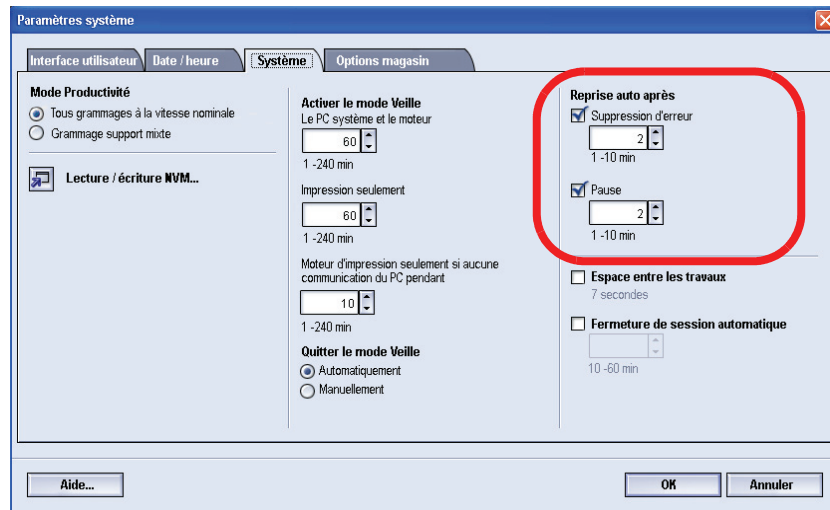 Paramètres système
Interface utilisateur
Date / heure
Système
Options magasin
Mode Productivité
Tous grammages à la vitesse nominale
Grammage support mixte
Lecture / écriture NVM...
Activer le mode Veille
Le PC système et le moteur
60
1 -240 min
Impression seulement
60
1 -240 min
Moteur d'impression seulement si aucune
communication du PC pendant
10
1 -240 min
Quitter le mode Veille
Automatiquement
Manuellement
Reprise auto après
Suppression d'erreur
2
1 -10 min
Pause
2
1 -10 min
Espace entre les travaux
7 secondes
Fermeture de session automatique
10 -60 min
Aide...
OK
Annuler